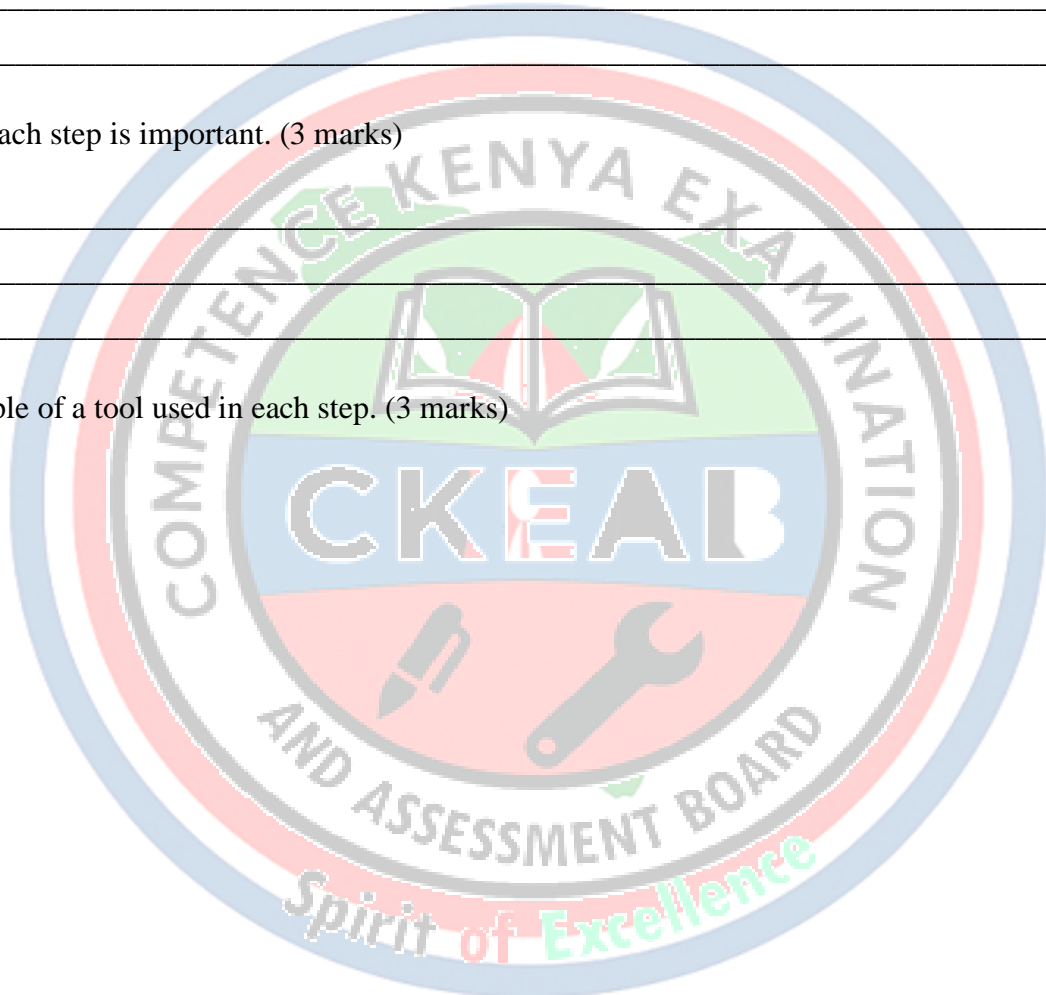 ach step is important. (3 marks)
COMPETENCE KENYA EXAMINATION
CKEAB
ple of a tool used in each step. (3 marks)
AND ASSESSMENT BOARD
Spirit of Excellence